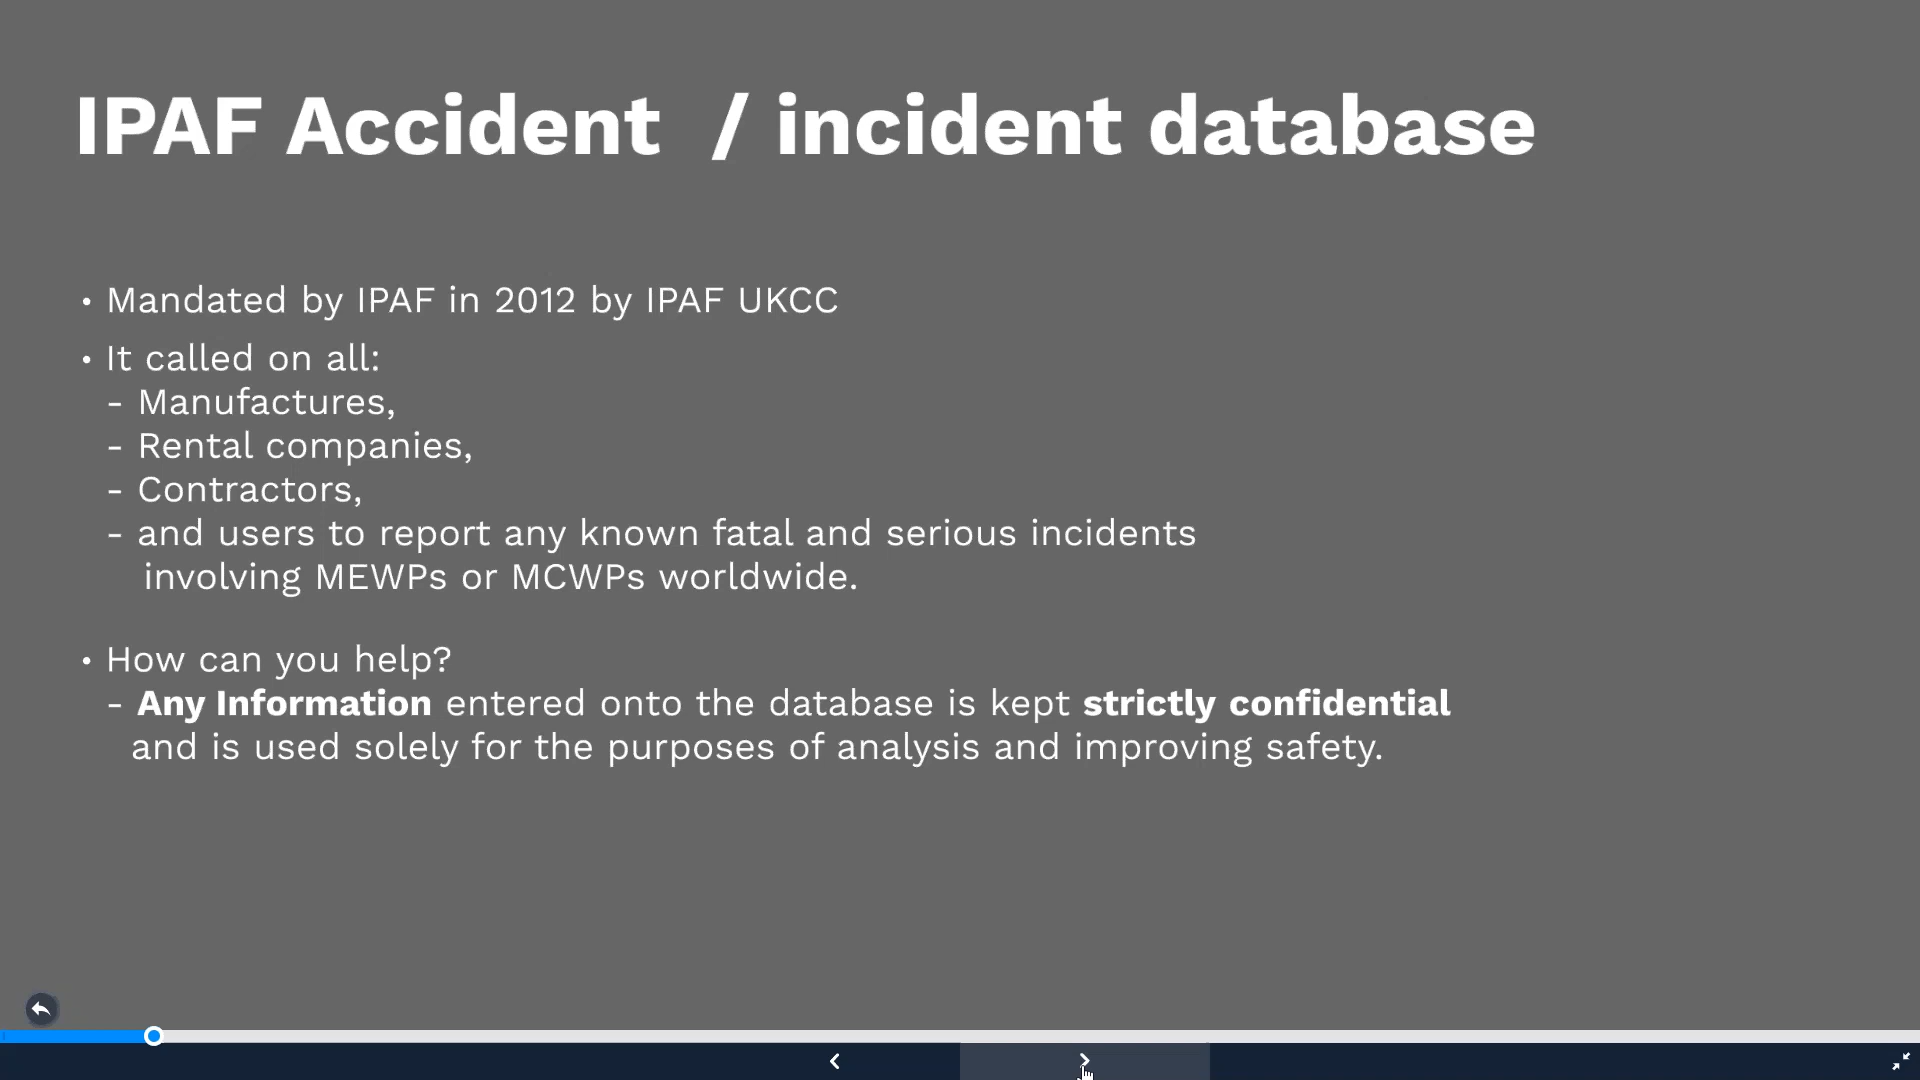 IPAF Accident / incident database
• Mandated by IPAF in 2012 by IPAF UKCC
• It called on all:
- Manufactures,
- Rental companies,
- Contractors,
- and users to report any known fatal and serious incidents
involving MEWPs or MCWPs worldwide.
• How can you help?
- Any Information entered onto the database is kept strictly confidential
and is used solely for the purposes of analysis and improving safety.